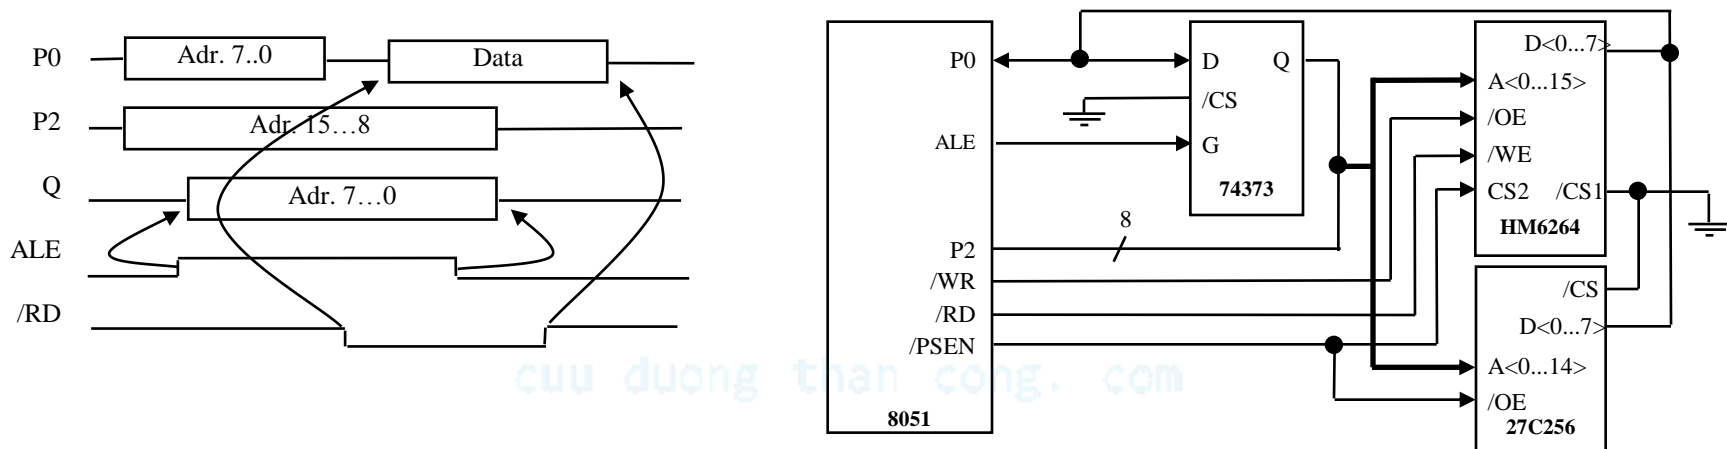 P0
Adr. 7..0
Data
P2
Adr. 15…8
Q
Adr. 7…0
ALE
/RD
P0
ALE
P2
8
/WR
/RD
/PSEN
8051
D
Q
/CS
G
74373
D<0...7>
A<0...15>
/OE
/WE
CS2
/CS1
HM6264
/CS
D<0...7>
A<0...14>
/OE
27C256
cuu duong than cong. com